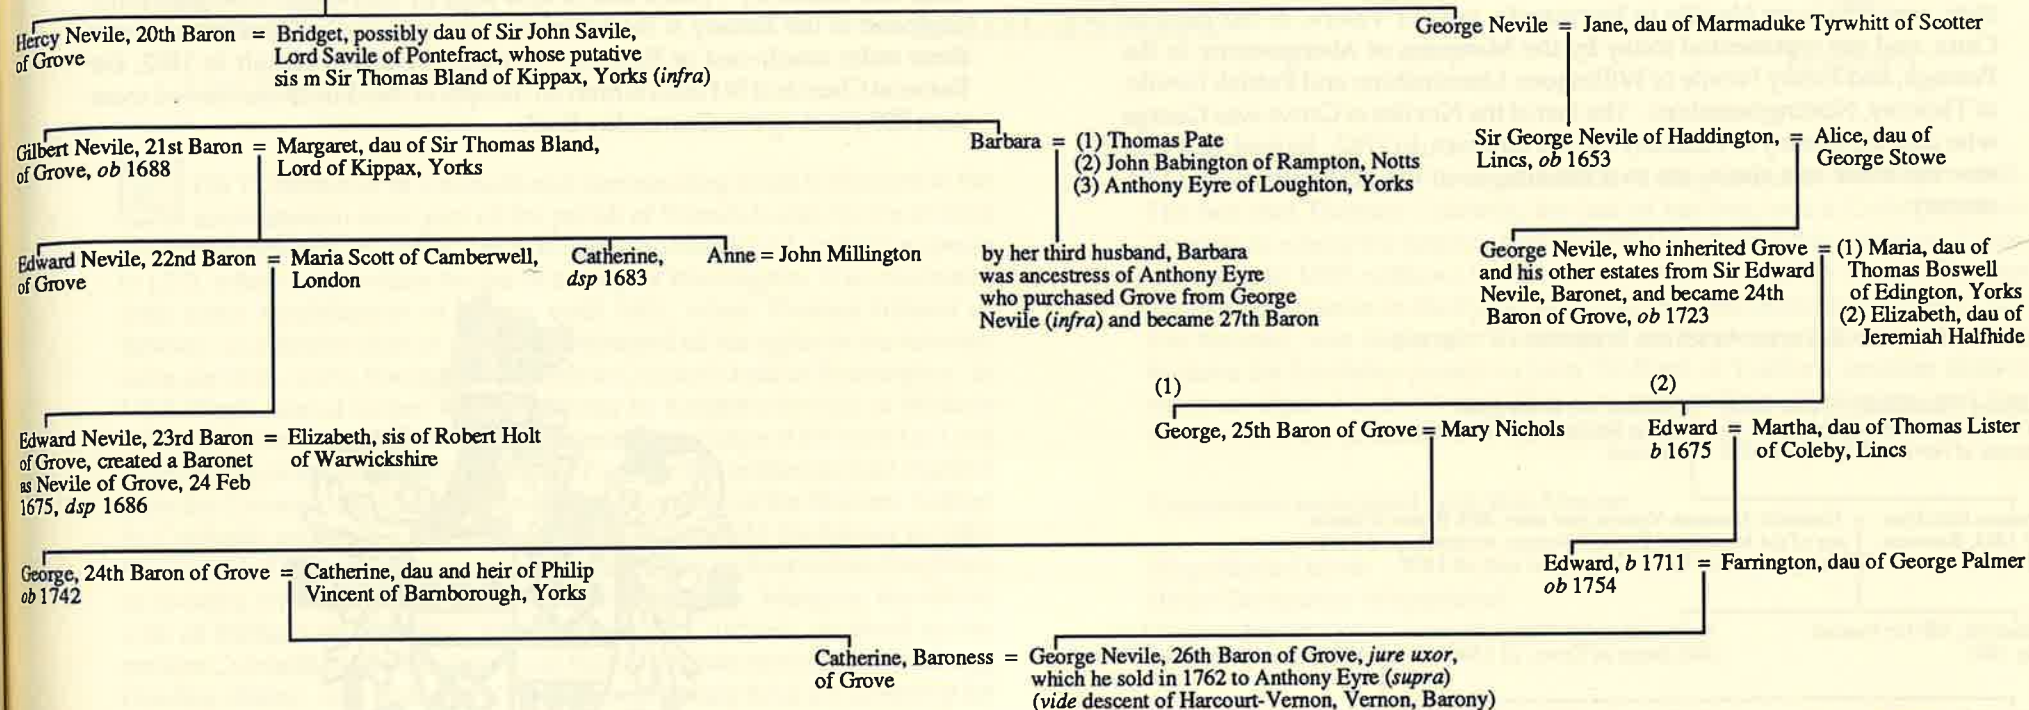 Hercy Nevile, 20th Baron = Bridget, possibly dau of Sir John Savile,
of Grove
Lord Savile of Pontefract, whose putative
sis m Sir Thomas Bland of Kippax, Yorks (infra)
George Nevile = Jane, dau of Marmaduke Tyrwhitt of Scotter
Gilbert Nevile, 21st Baron = Margaret, dau of Sir Thomas Bland,
of Grove, ob 1688
Lord of Kippax, Yorks
Barbara = (1) Thomas Pate
(2) John Babington of Rampton, Notts
(3) Anthony Eyre of Loughton, Yorks
Sir George Nevile of Haddington, = Alice, dau of
Lincs, ob 1653
George Stowe
Edward Nevile, 22nd Baron = Maria Scott of Camberwell,
of Grove
London
Catherine,
dsp 1683
Anne = John Millington
by her third husband, Barbara
was ancestress of Anthony Eyre
who purchased Grove from George
Nevile (infra) and became 27th Baron
George Nevile, who inherited Grove = (1) Maria, dau of
and his other estates from Sir Edward
Nevile, Baronet, and became 24th
Baron of Grove, ob 1723
Thomas Boswell
of Edington, Yorks
(2) Elizabeth, dau of
Jeremiah Halfhide
(1)
(2)
Edward Nevile, 23rd Baron = Elizabeth, sis of Robert Holt
of Grove, created a Baronet
as Nevile of Grove, 24 Feb
1675, dsp 1686
of Warwickshire
George, 25th Baron of Grove = Mary Nichols
Edward = Martha, dau of Thomas Lister
b 1675
of Coleby, Lincs
George, 24th Baron of Grove = Catherine, dau and heir of Philip
ob 1742
Vincent of Barnborough, Yorks
Edward, b 1711 = Farrington, dau of George Palmer
ob 1754
Catherine, Baroness = George Nevile, 26th Baron of Grove, jure uxor,
of Grove
which he sold in 1762 to Anthony Eyre (supra)
(vide descent of Harcourt-Vernon, Vernon, Barony)